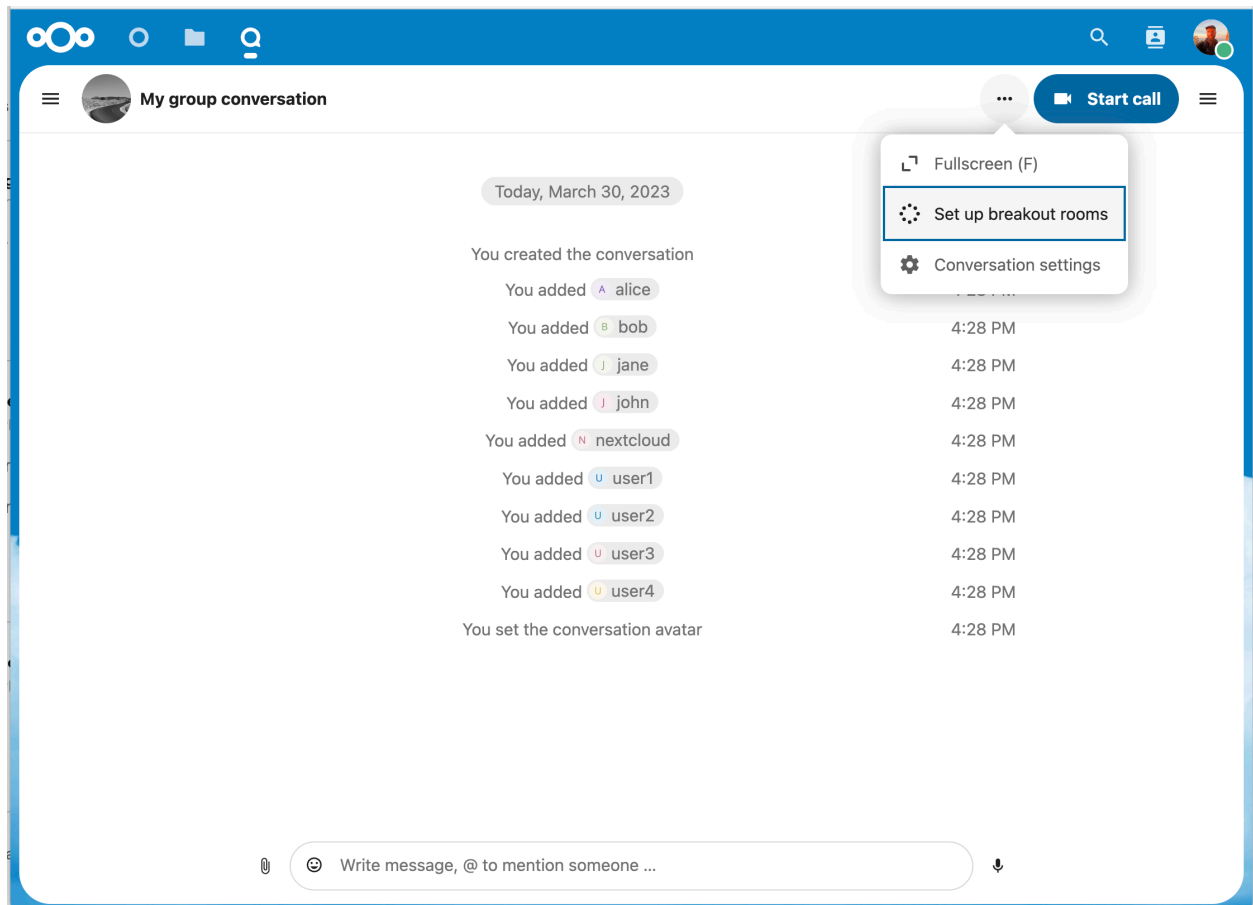 My group conversation
Start call
Fullscreen (F)
Set up breakout rooms
Conversation settings
Today, March 30, 2023
You created the conversation
You added A alice
You added B bob 4:28 PM
You added J jane 4:28 PM
You added J john 4:28 PM
You added N nextcloud 4:28 PM
You added U user1 4:28 PM
You added U user2 4:28 PM
You added U user3 4:28 PM
You added U user4 4:28 PM
You set the conversation avatar 4:28 PM
Write message, @ to mention someone ...